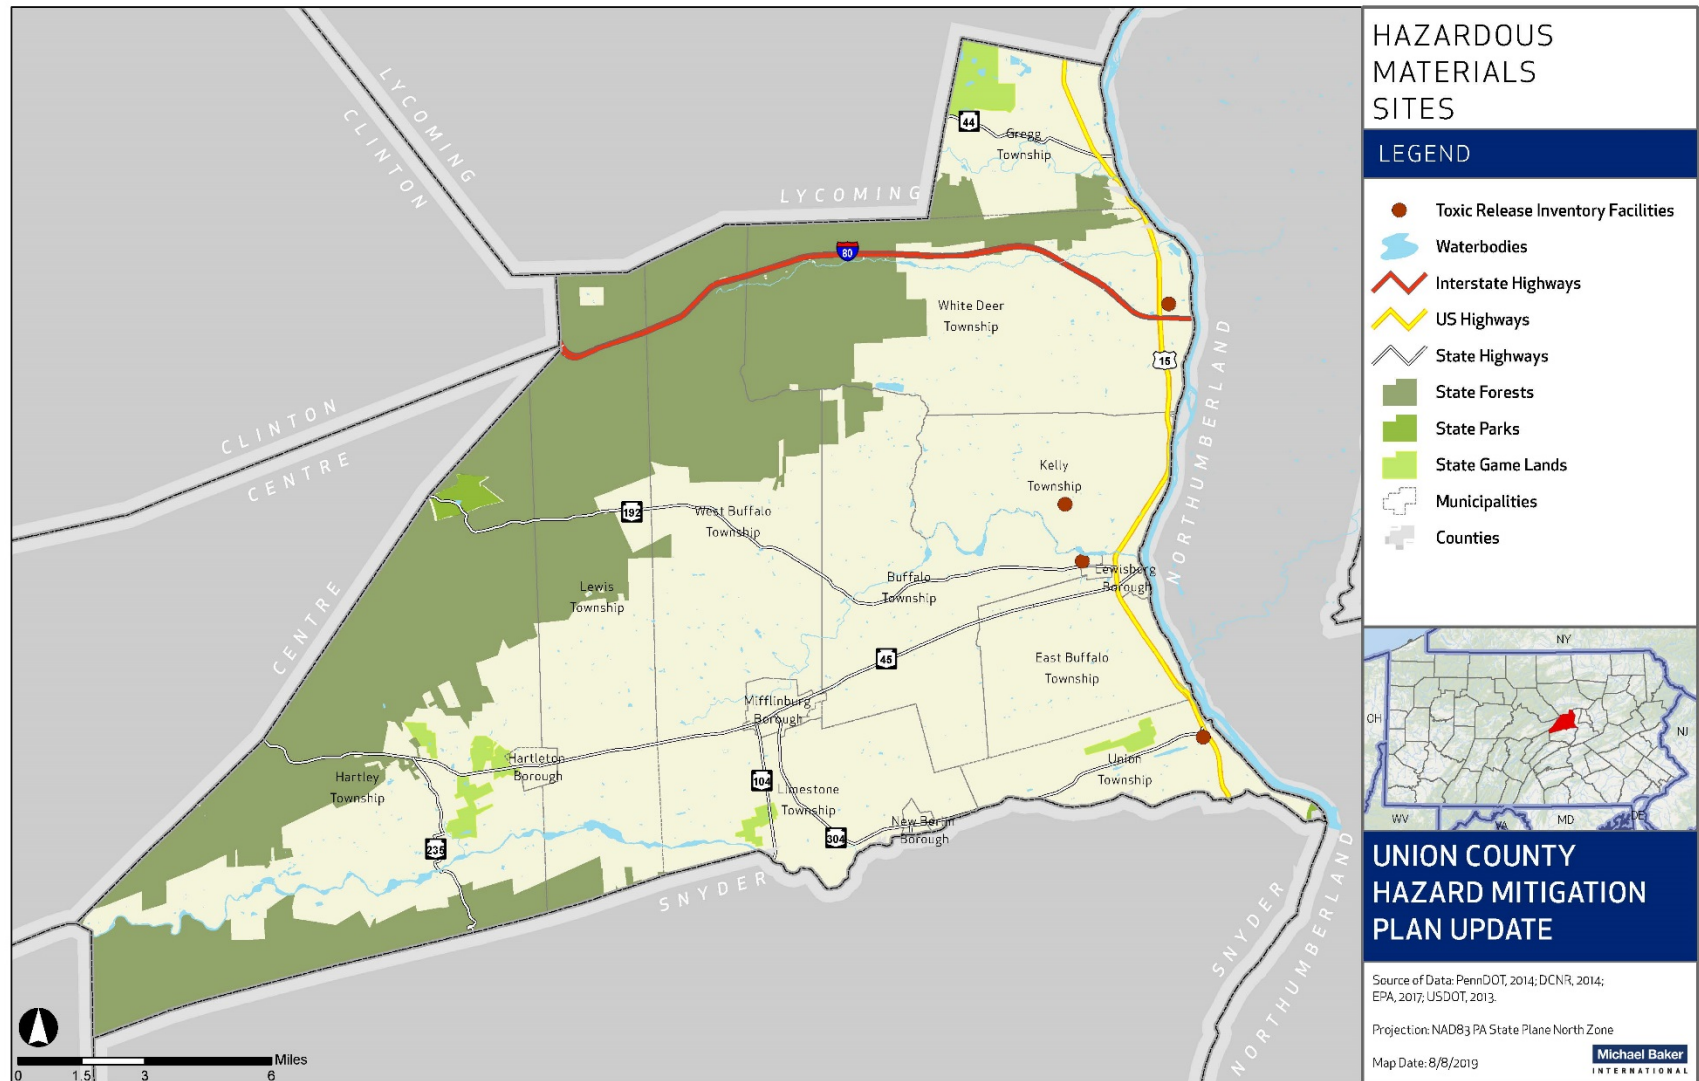 HAZARDOUS
MATERIALS
SITES
LEGEND
Toxic Release Inventory Facilities
Waterbodies
Interstate Highways
US Highways
State Highways
State Forests
State Parks
State Game Lands
Municipalities
Counties
LYCOMING
CLINTON
LYCOMING
CLINTON
CENTRE
CENTRE
NORTHUMBERLAND
SNYDER
SNYDER
NORTHUMBERLAND
44
Gregg
Township
80
White Deer
Township
15
Kelly
Township
192
West Buffalo
Township
Lewis
Township
Buffalo
Township
Lewisberg
Borough
45
East Buffalo
Township
Mifflinburg
Borough
Hartleton
Borough
Hartley
Township
104
Limestone
Township
Union
Township
304
New Berlin
Borough
235
Miles
0 1.5 3 6
NY
OH
NJ
WV
VA
MD
DE
UNION COUNTY
HAZARD MITIGATION
PLAN UPDATE
Source of Data: PennDOT, 2014; DCNR, 2014;
EPA, 2017; USDOT, 2013.
Projection: NAD83 PA State Plane North Zone
Map Date: 8/8/2019
Michael Baker
INTERNATIONAL